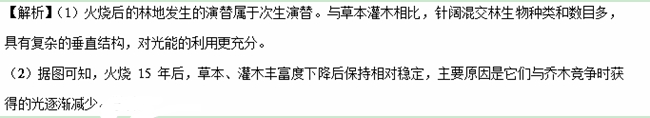 【解析】（1）火烧后的林地发生的演替属于次生演替。与草本灌木相比，针阔混交林生物种类和数目多，
具有复杂的垂直结构，对光能的利用更充分。
（2）据图可知，火烧 15 年后，草本、灌木丰富度下降后保持相对稳定，主要原因是它们与乔木竞争时获
得的光逐渐减少.